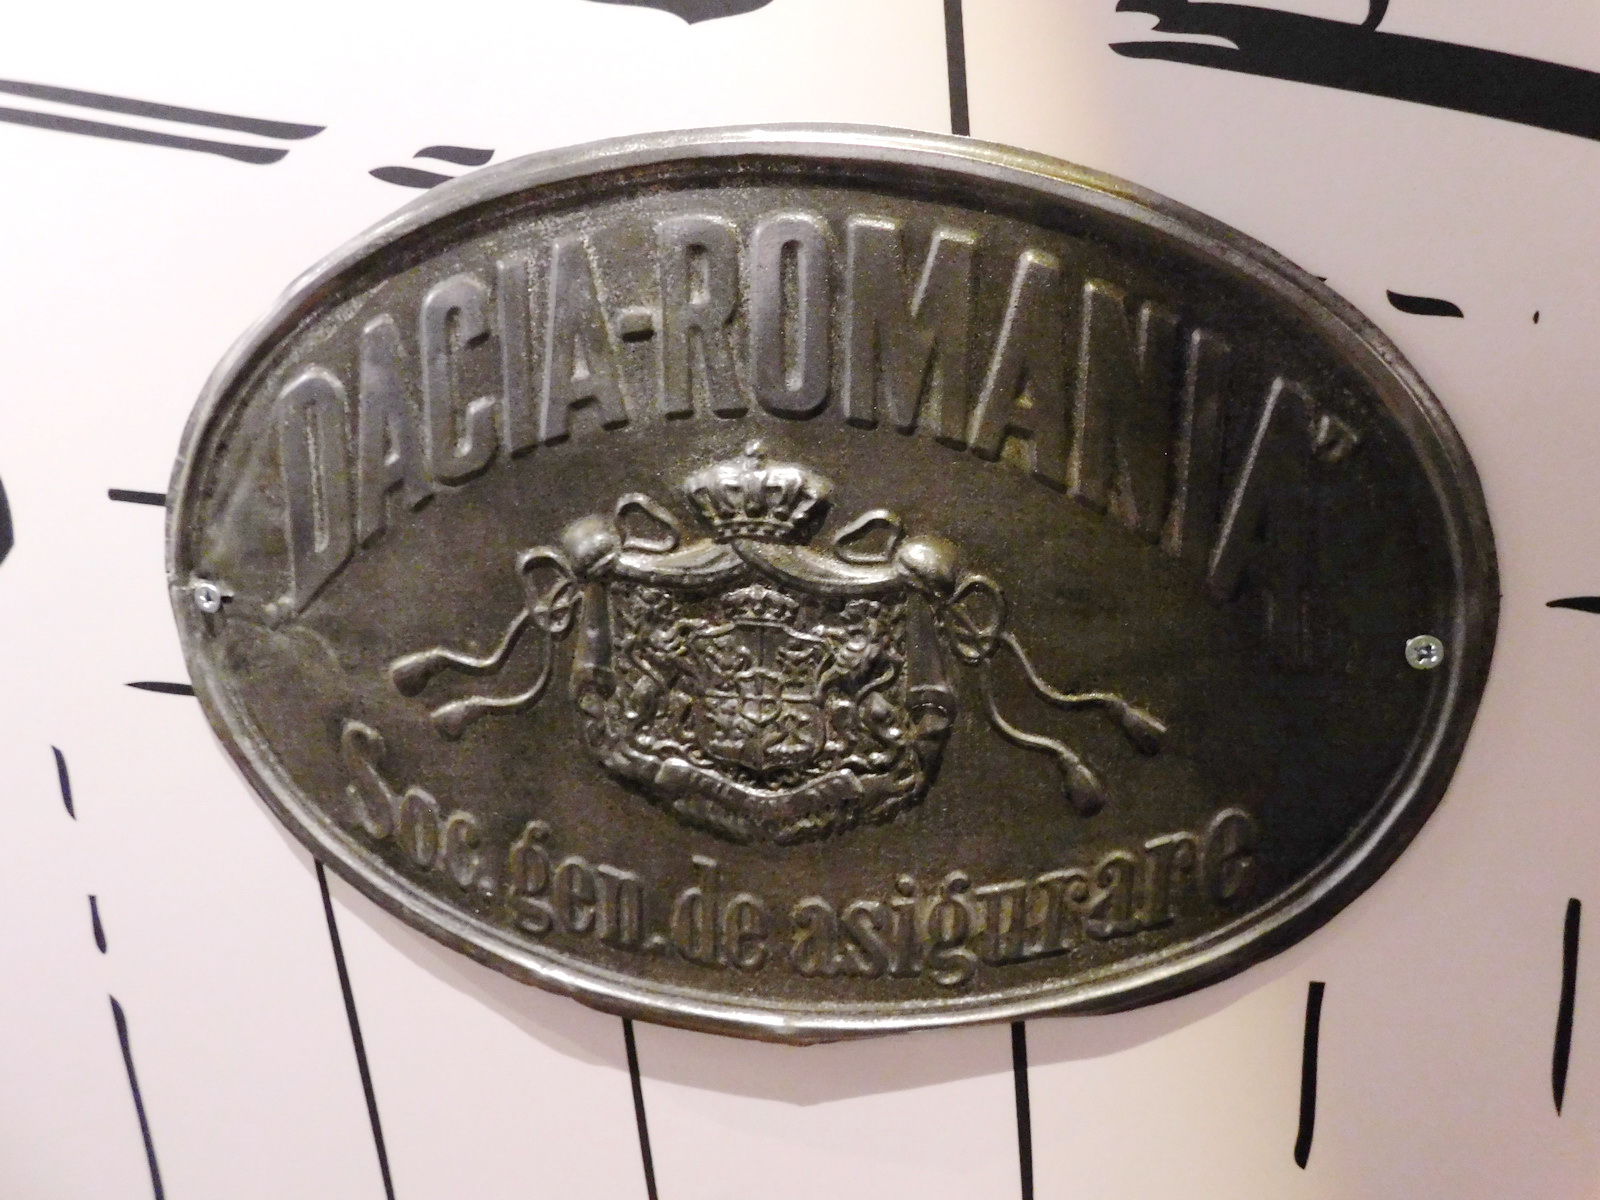 DACIA-ROMANIA”
Soc. gen. de asigurare